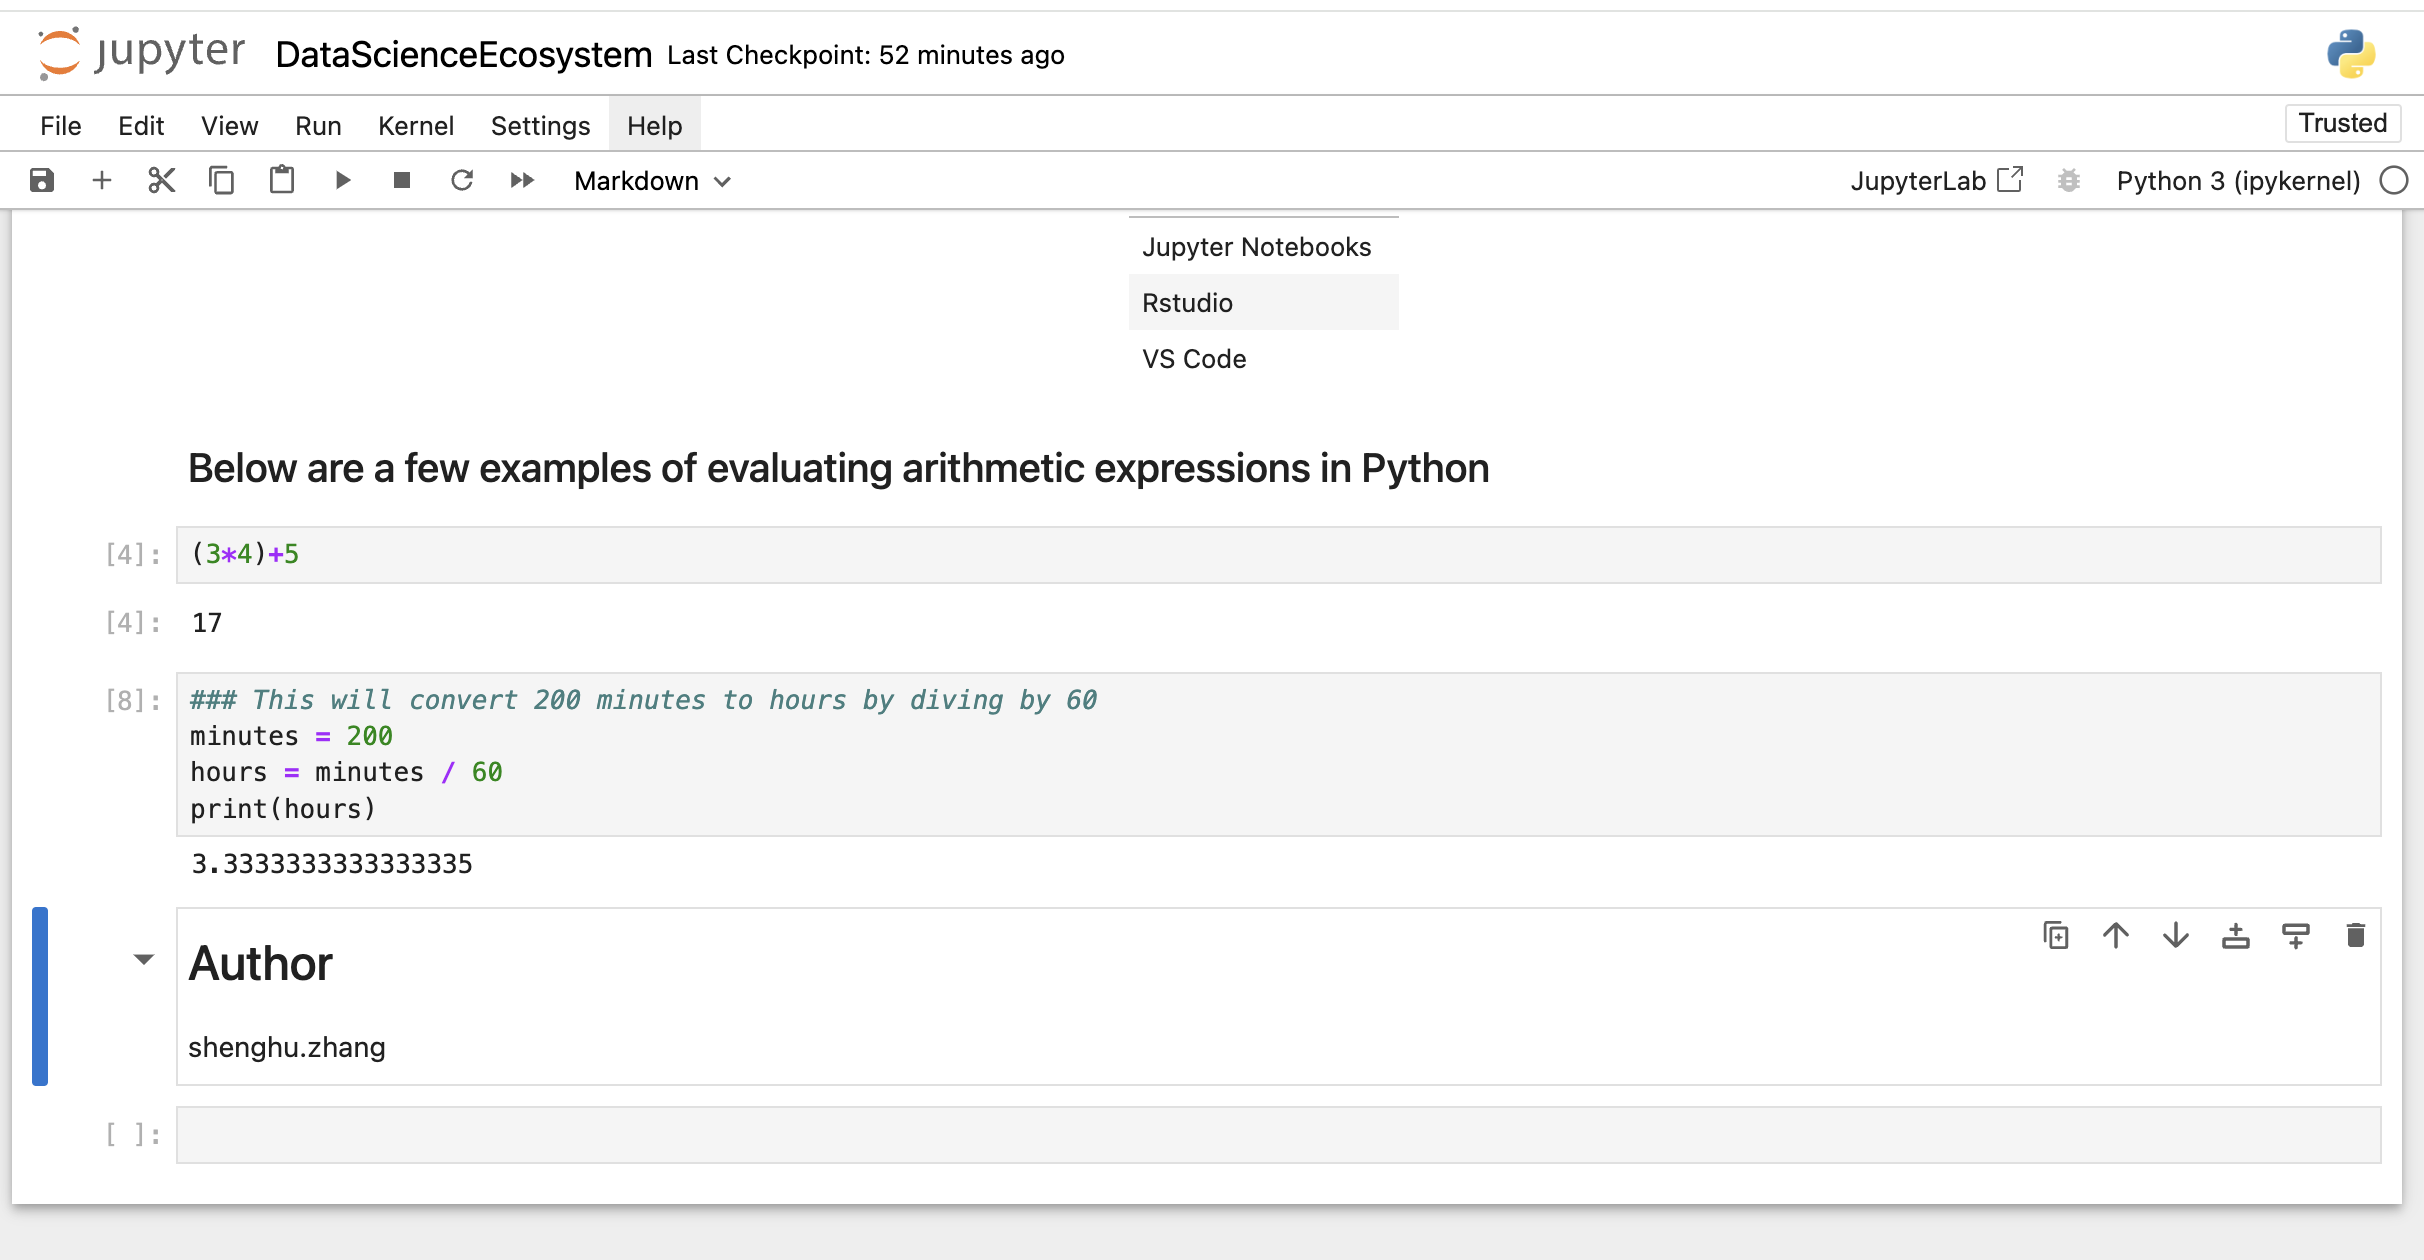 jupyter DataScienceEcosystem Last Checkpoint: 52 minutes ago
File Edit View Run Kernel Settings Help Trusted
Markdown JupyterLab Python 3 (ipykernel)
Jupyter Notebooks
Rstudio
VS Code
Below are a few examples of evaluating arithmetic expressions in Python
[4]: (3*4)+5
[4]: 17
[8]: ### This will convert 200 minutes to hours by diving by 60
minutes = 200
hours = minutes / 60
print(hours)
3.3333333333333335
Author
shenghu.zhang
[ ]: